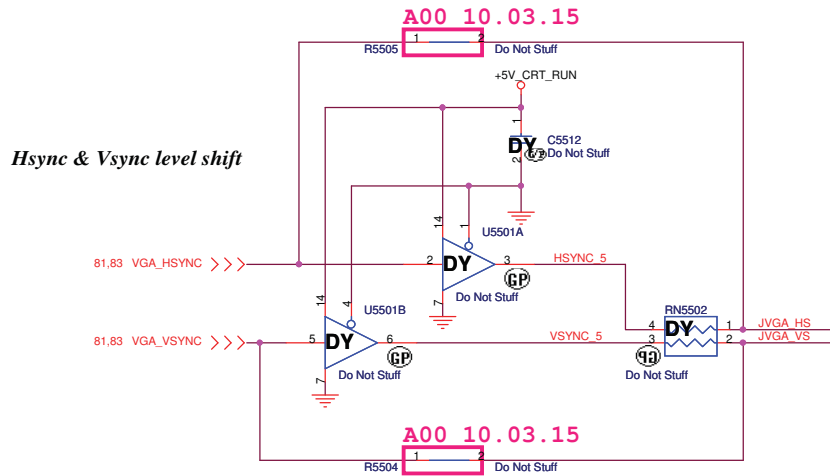 A00 10.03.15
1 2
R5505 Do Not Stuff
+5V_CRT_RUN
1
C5512
DY
Do Not Stuff
2
Hsync & Vsync level shift
14
1
U5501A
81,83 VGA_HSYNC
2
DY
3
HSYNC_5
GP
7
Do Not Stuff
14
4
U5501B
RN5502
81,83 VGA_VSYNC
5
DY
6
VSYNC_5
GP
7
Do Not Stuff
4
DY
1
JVGA_HS
3
2
JVGA_VS
GP
Do Not Stuff
A00 10.03.15
1 2
R5504 Do Not Stuff